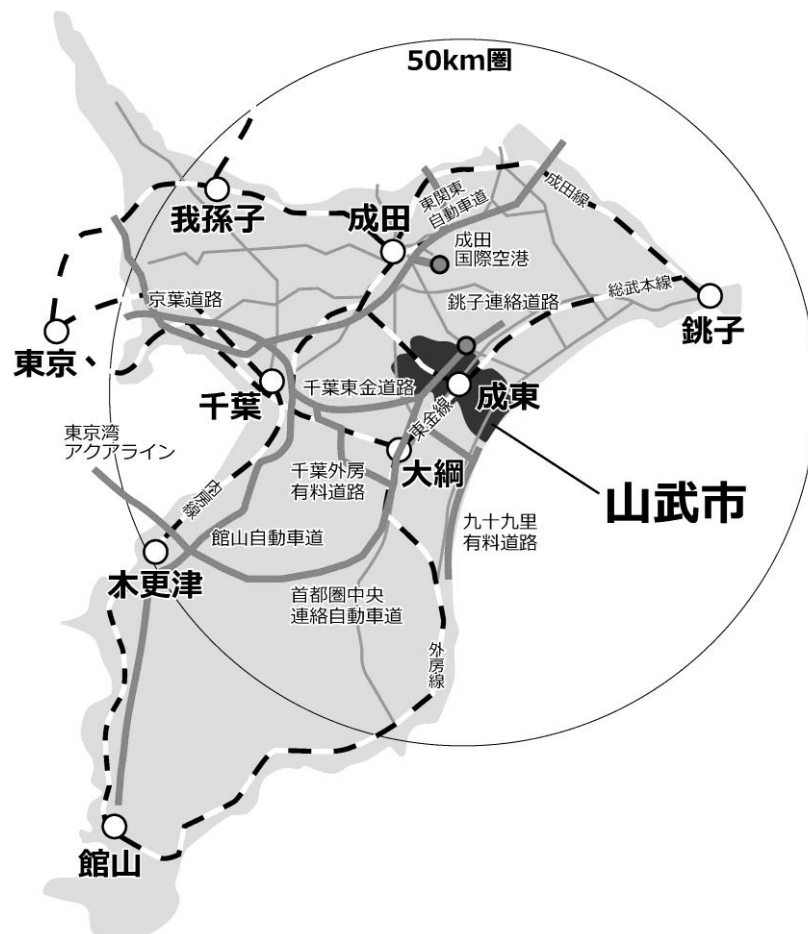 50km圏
我孫子
成田
東関東
自動車道
成田線
成田
国際空港
京葉道路
銚子連絡道路
総武本線
銚子
東京
千葉
千葉東金道路
東金線
成東
東京湾
アクアライン
大網
千葉外房
有料道路
山武市
内房線
館山自動車道
九十九里
有料道路
木更津
首都圏中央
連絡自動車道
外房線
館山